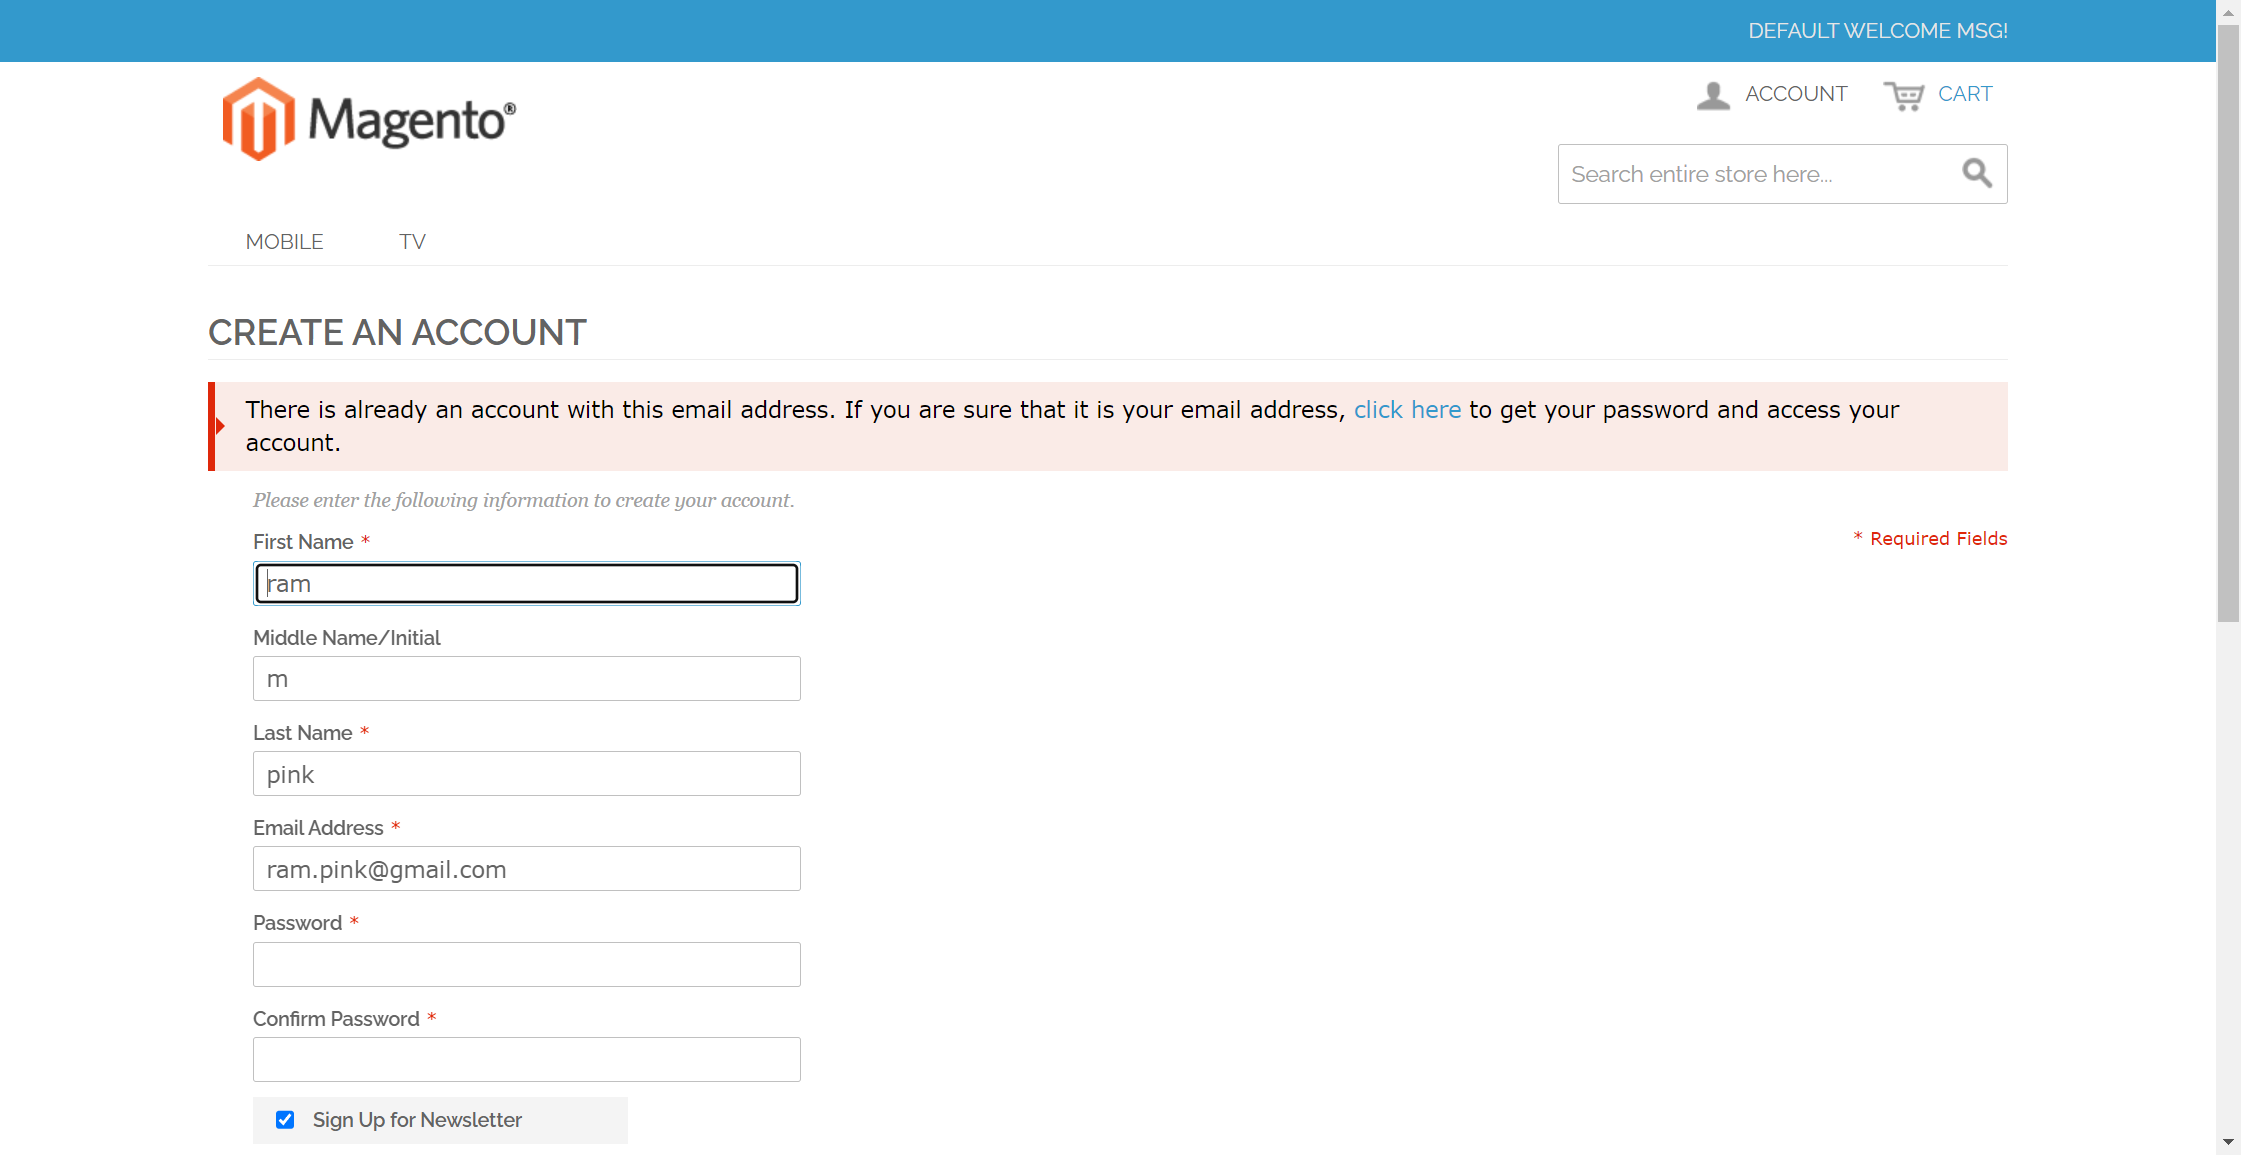 DEFAULT WELCOME MSG!
Magento®
ACCOUNT
CART
Search entire store here...
MOBILE
TV
CREATE AN ACCOUNT
There is already an account with this email address. If you are sure that it is your email address, click here to get your password and access your
account.
Please enter the following information to create your account.
First Name *
* Required Fields
ram
Middle Name/Initial
m
Last Name *
pink
Email Address *
ram.pink@gmail.com
Password *
Confirm Password *
Sign Up for Newsletter